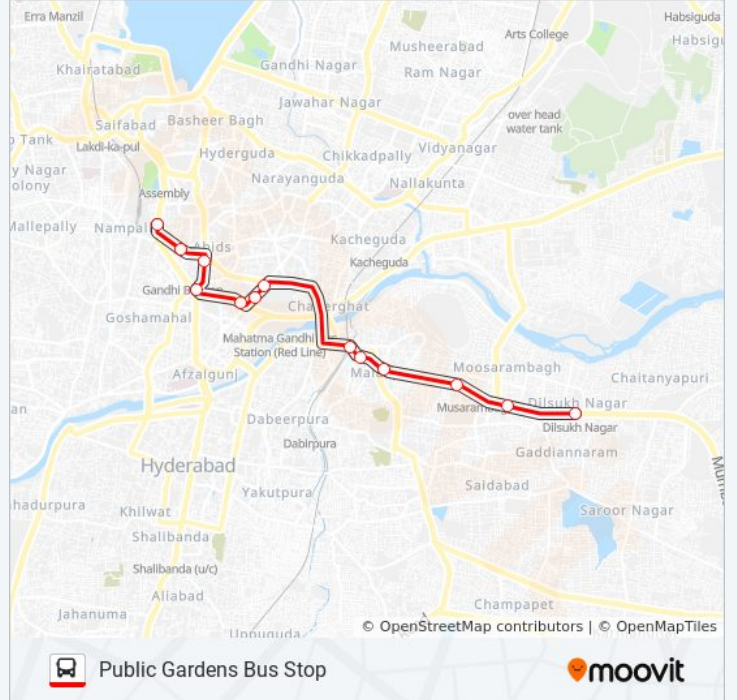 Erra Manzil
Habsiguda
Arts College
Habsigu
Musheerabad
Gandhi Nagar
Khairatabad
Ram Nagar
Jawahar Nagar
over head
water tank
Basheer Bagh
Saifabad
p Tank
Lakdi-ka-pul
Vidyanagar
Hyderguda
Chikkadpally
y Nagar
olony
Narayanguda
Nallakunta
Assembly
Mallepally
Nampal
Abids
Kacheguda
Kacheguda
Gandhi B
Chaderghat
Goshamahal
Mahatma Gandhi
Station (Red Line)
Moosarambagh
Afzalgunj
Mala
Chaitanyapuri
an
Musaramb
Dilsukh Nagar
Dabeerpura
Dilsukh Nagar
Dabirpura
Gaddiannaram
Hyderabad
Mumb
Saidabad
Yakutpura
hadurpura
Khilwat
Saroor Nagar
Shalibanda
Shalibanda (u/c)
Aliabad
Champapet
Jahanuma
Uppuguda
© OpenStreetMap contributors | © OpenMapTiles
Public Gardens Bus Stop
moovit